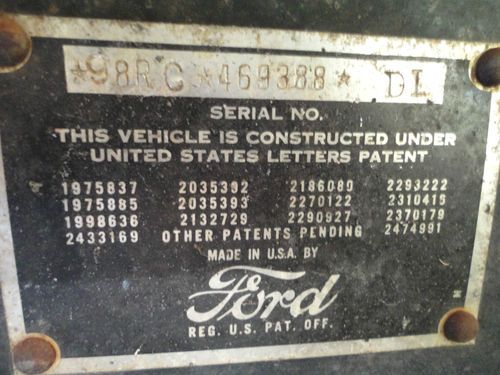 *98RC*469388* DL
SERIAL NO.
THIS VEHICLE IS CONSTRUCTED UNDER
UNITED STATES LETTERS PATENT
1975837 2035392 2186080 2293222
1975885 2035393 2270122 2310415
1998636 2132729 2290927 2370179
2433169 OTHER PATENTS PENDING 2474991
MADE IN U.S.A. BY
Ford
REG. U.S. PAT. OFF.